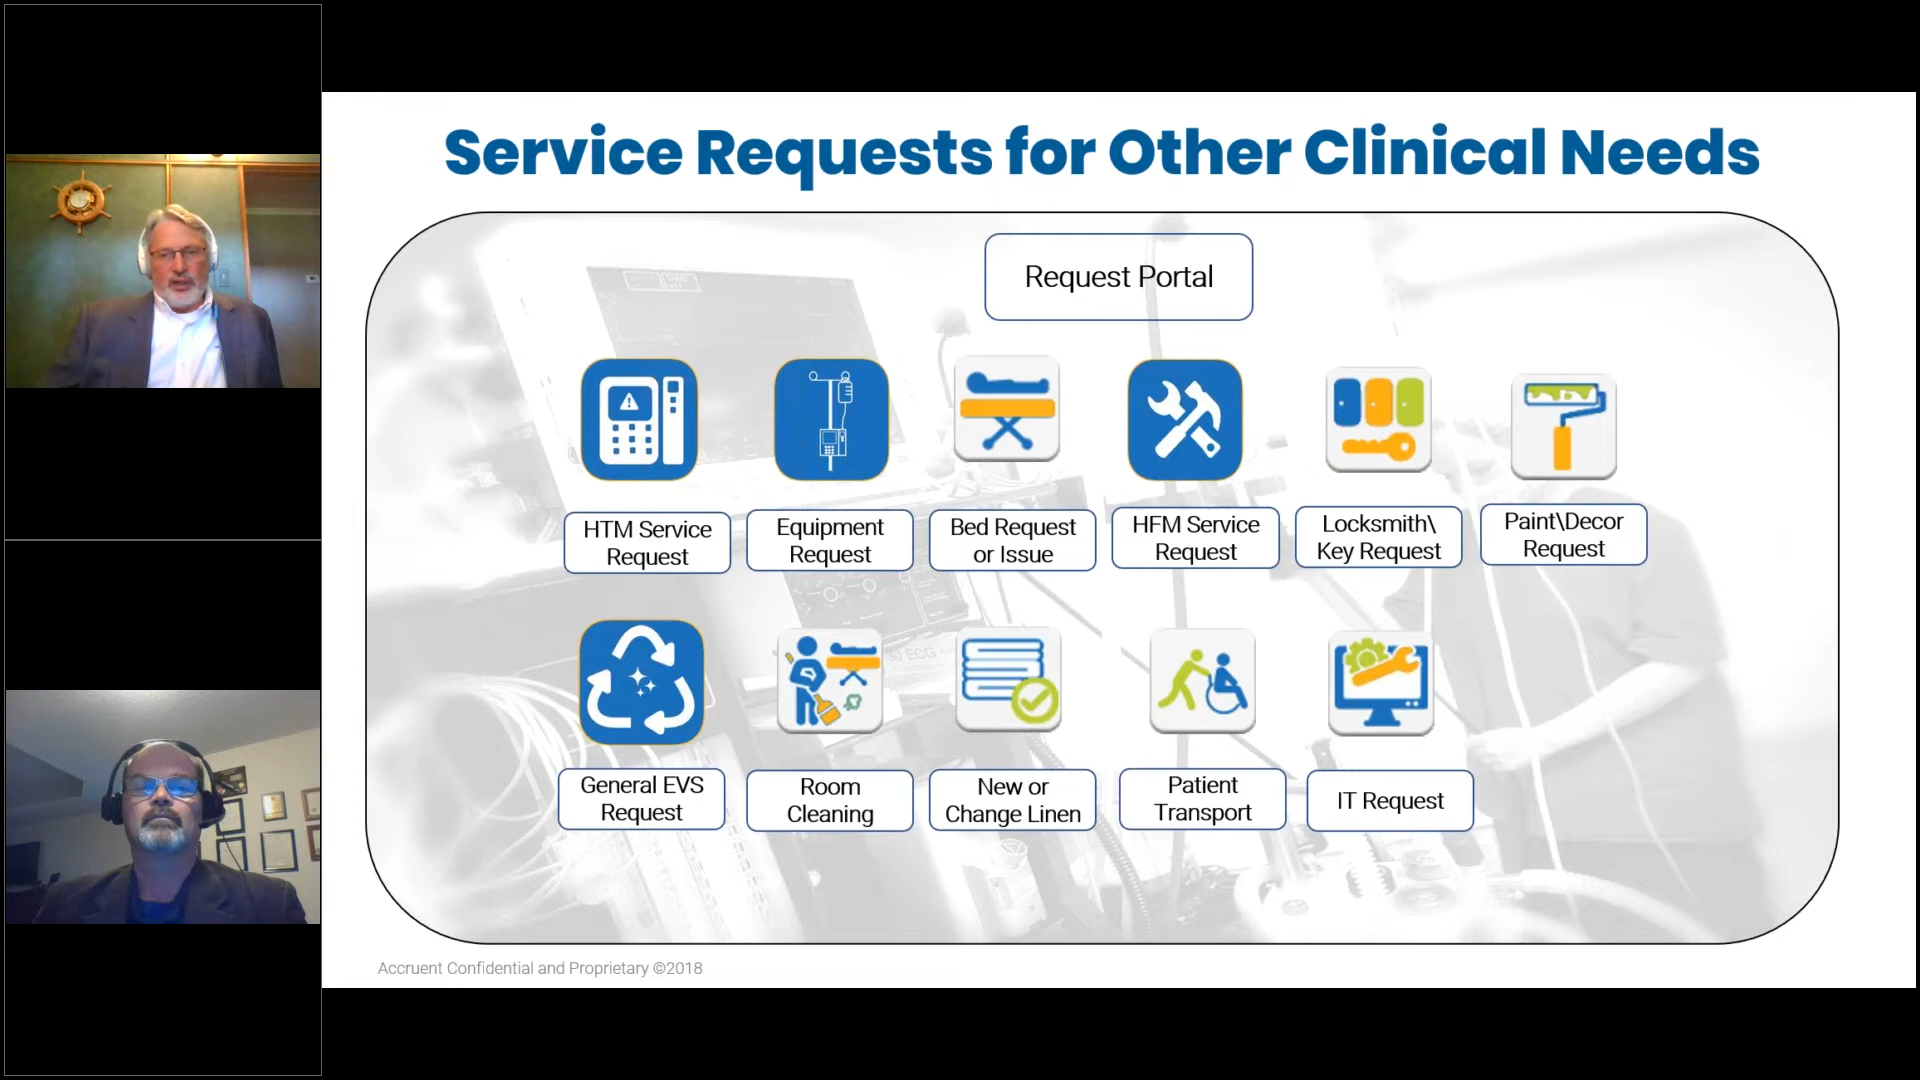 Service Requests for Other Clinical Needs
Request Portal
HTM Service
Request
Equipment
Request
Bed Request
or Issue
HFM Service
Request
Locksmith\
Key Request
Paint\Decor
Request
General EVS
Request
Room
Cleaning
New or
Change Linen
Patient
Transport
IT Request
ECG
Accruent Confidential and Proprietary ©2018